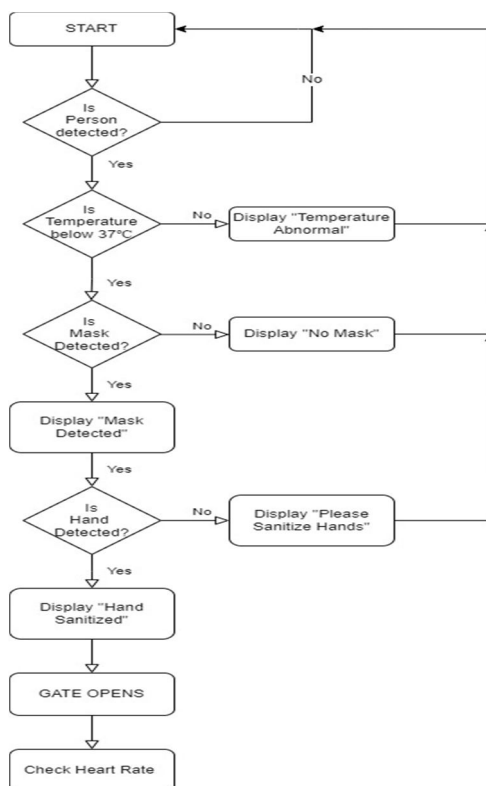 START
No
Is
Person
detected?
Yes
Is
Temperature
below 37℃
No
Display "Temperature
Abnormal"
Yes
Is
Mask
Detected?
No
Display "No Mask"
Yes
Display "Mask
Detected"
Yes
Is
Hand
Detected?
No
Display "Please
Sanitize Hands"
Yes
Display "Hand
Sanitized"
GATE OPENS
Check Heart Rate